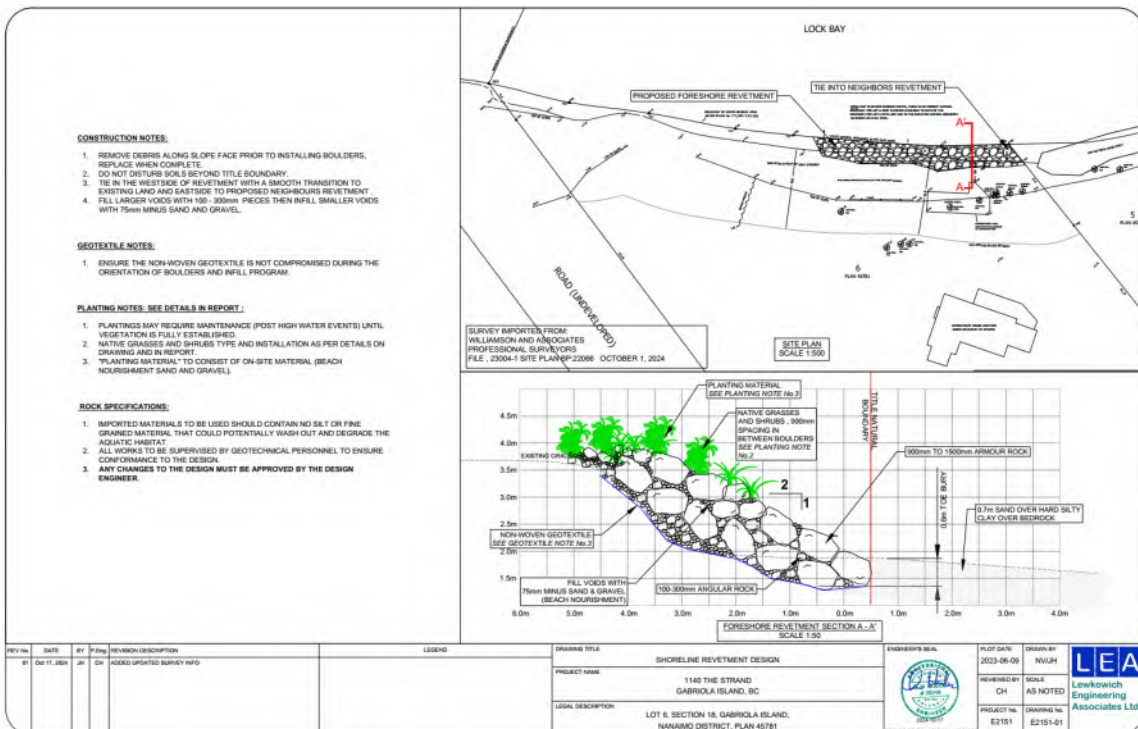 CONSTRUCTION NOTES:
1. REMOVE DEBRIS ALONG SLOPE FACE PRIOR TO INSTALLING BOULDERS,
REPLACE WHEN COMPLETE.
2. DO NOT DISTURB SOILS BEYOND TITLE BOUNDARY.
3. TIE IN THE WESTSIDE OF REVETMENT WITH A SMOOTH TRANSITION TO
EXISTING LAND AND EASTSIDE TO PROPOSED NEIGHBOURS REVETMENT .
4. FILL LARGER VOIDS WITH 100 - 300mm PIECES THEN INFILL SMALLER VOIDS
WITH 75mm MINUS SAND AND GRAVEL.
GEOTEXTILE NOTES:
1. ENSURE THE NON-WOVEN GEOTEXTILE IS NOT COMPROMISED DURING THE
ORIENTATION OF BOULDERS AND INFILL PROGRAM.
PLANTING NOTES: SEE DETAILS IN REPORT :
1. PLANTINGS MAY REQUIRE MAINTENANCE (POST HIGH WATER EVENTS) UNTIL
VEGETATION IS FULLY ESTABLISHED.
2. NATIVE GRASSES AND SHRUBS TYPE AND INSTALLATION AS PER DETAILS ON
DRAWING AND IN REPORT.
3. "PLANTING MATERIAL" TO CONSIST OF ON-SITE MATERIAL (BEACH
NOURISHMENT SAND AND GRAVEL).
ROCK SPECIFICATIONS:
1. IMPORTED MATERIALS TO BE USED SHOULD CONTAIN NO SILT OR FINE
GRAINED MATERIAL THAT COULD POTENTIALLY WASH OUT AND DEGRADE THE
AQUATIC HABITAT.
2. ALL WORKS TO BE SUPERVISED BY GEOTECHNICAL PERSONNEL TO ENSURE
CONFORMANCE TO THE DESIGN.
3. ANY CHANGES TO THE DESIGN MUST BE APPROVED BY THE DESIGN
ENGINEER.
LOCK BAY
PROPOSED FORESHORE REVETMENT
TIE INTO NEIGHBORS REVETMENT
A'
A
5
6
ROAD (UNDEVELOPED)
SURVEY IMPORTED FROM:
WILLIAMSON AND ASSOCIATES
PROFESSIONAL SURVEYORS
FILE , 23004-1 SITE PLAN BP:22066 OCTOBER 1, 2024
SITE PLAN
SCALE 1:500
4.5m
4.0m
3.5m
3.0m
2.5m
2.0m
1.5m
PLANTING MATERIAL
SEE PLANTING NOTE No.3
NATIVE GRASSES
AND SHRUBS , 900mm
SPACING IN
BETWEEN BOULDERS
SEE PLANTING NOTE
No.2
TITLE NATURAL
BOUNDARY
2
1
900mm TO 1500mm ARMOUR ROCK
0.6m TOE BURY
0.7m SAND OVER HARD SILTY
CLAY OVER BEDROCK
NON-WOVEN GEOTEXTILE
SEE GEOTEXTILE NOTE No.3
FILL VOIDS WITH
75mm MINUS SAND & GRAVEL
(BEACH NOURISHMENT)
100-300mm ANGULAR ROCK
6.0m 5.0m 4.0m 3.0m 2.0m 1.0m 0.0m 1.0m 2.0m 3.0m 4.0m
FORESHORE REVETMENT SECTION A - A'
SCALE 1:50
REV No. DATE BY P.Eng REVISION DESCRIPTION LEGEND
01 Oct 17, 2024 JH CH ADDED UPDATED SURVEY INFO
DRAWING TITLE
SHORELINE REVETMENT DESIGN
PROJECT NAME
1140 THE STRAND
GABRIOLA ISLAND, BC
LEGAL DESCRIPTION
LOT 6, SECTION 18, GABRIOLA ISLAND,
NANAIMO DISTRICT, PLAN 45781
ENGINEER'S SEAL
PLOT DATE
2023-06-09
DRAWN BY
NV/JH
REVIEWED BY
CH
SCALE
AS NOTED
PROJECT No.
E2151
DRAWING No.
E2151-01
LEA
Lewkowich
Engineering
Associates Ltd